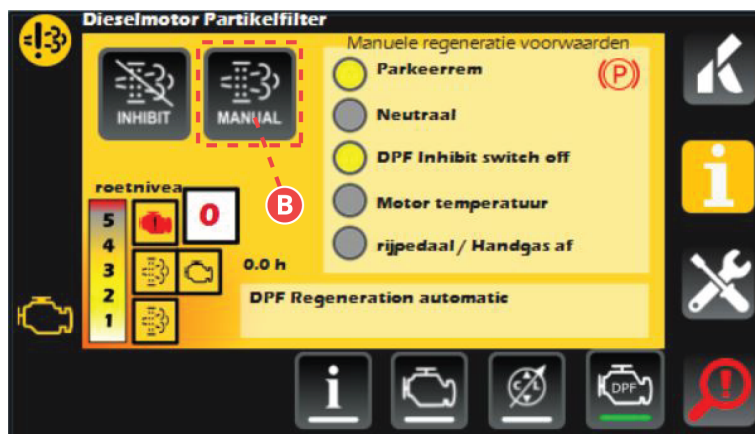 Dieselmotor Partikelfilter
Manuele regeneratie voorwaarden
INHIBIT
MANUAL
Parkeerrem
(P)
Neutraal
DPF Inhibit switch off
Motor temperatuur
rijpedaal / Handgas af
B
roetnivea
5
4
3
2
1
0
0.0 h
DPF Regeneration automatic
i
i
C L
DPF